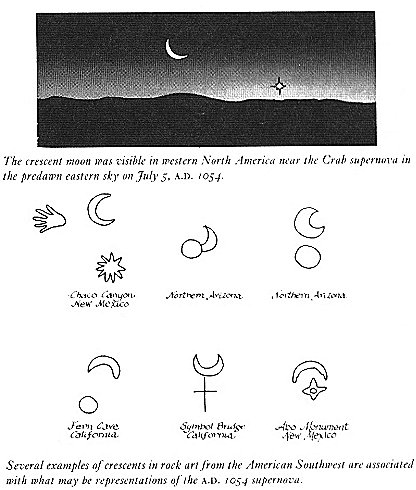 The crescent moon was visible in western North America near the Crab supernova in
the predawn eastern sky on July 5, A.D. 1054.
Chaco Canyon
New Mexico
Northern Arizona
Northern Arizona
Fern Cave
California
Symbol Bridge
California
Abo Monument
New Mexico
Several examples of crescents in rock art from the American Southwest are associated
with what may be representations of the A.D. 1054 supernova.